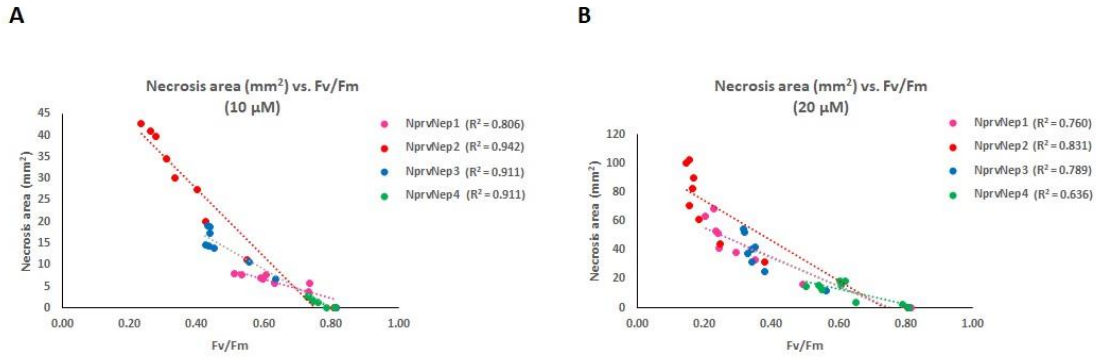 A
Necrosis area (mm²) vs. Fv/Fm
(10 µM)
Necrosis area (mm²)
45
40
35
30
25
20
15
10
5
0
0.00 0.20 0.40 0.60 0.80 1.00
Fv/Fm
NprvNep1 (R² = 0.806)
NprvNep2 (R² = 0.942)
NprvNep3 (R² = 0.911)
NprvNep4 (R² = 0.911)
B
Necrosis area (mm²) vs. Fv/Fm
(20 µM)
Necrosis area (mm²)
120
100
80
60
40
20
0
0.00 0.20 0.40 0.60 0.80 1.00
Fv/Fm
NprvNep1 (R² = 0.760)
NprvNep2 (R² = 0.831)
NprvNep3 (R² = 0.789)
NprvNep4 (R² = 0.636)